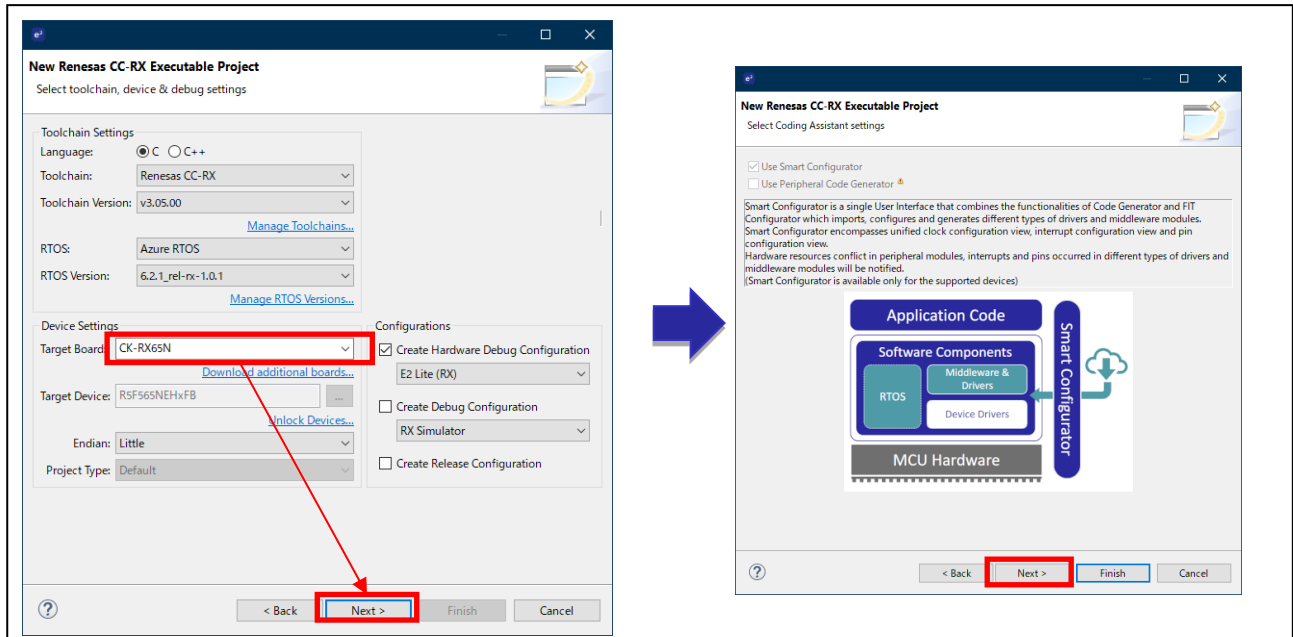 e²
New Renesas CC-RX Executable Project
Select toolchain, device & debug settings
Toolchain Settings
Language: C C++
Toolchain: Renesas CC-RX
Toolchain Version: v3.05.00
Manage Toolchains...
RTOS: Azure RTOS
RTOS Version: 6.2.1_rel-rx-1.0.1
Manage RTOS Versions...
Device Settings
Target Board: CK-RX65N
Download additional boards...
Target Device: R5F565NEHxFB ...
Unlock Devices...
Endian: Little
Project Type: Default
Configurations
Create Hardware Debug Configuration
E2 Lite (RX)
Create Debug Configuration
RX Simulator
Create Release Configuration
? < Back Next > Finish Cancel
e²
New Renesas CC-RX Executable Project
Select Coding Assistant settings
Use Smart Configurator
Use Peripheral Code Generator
Smart Configurator is a single User Interface that combines the functionalities of Code Generator and FIT
Configurator which imports, configures and generates different types of drivers and middleware modules.
Smart Configurator encompasses unified clock configuration view, interrupt configuration view and pin
configuration view.
Hardware resources conflict in peripheral modules, interrupts and pins occurred in different types of drivers and
middleware modules will be notified.
(Smart Configurator is available only for the supported devices)
Application Code
Software Components
RTOS
Middleware &
Drivers
Device Drivers
MCU Hardware
Smart Configurator
? < Back Next > Finish Cancel